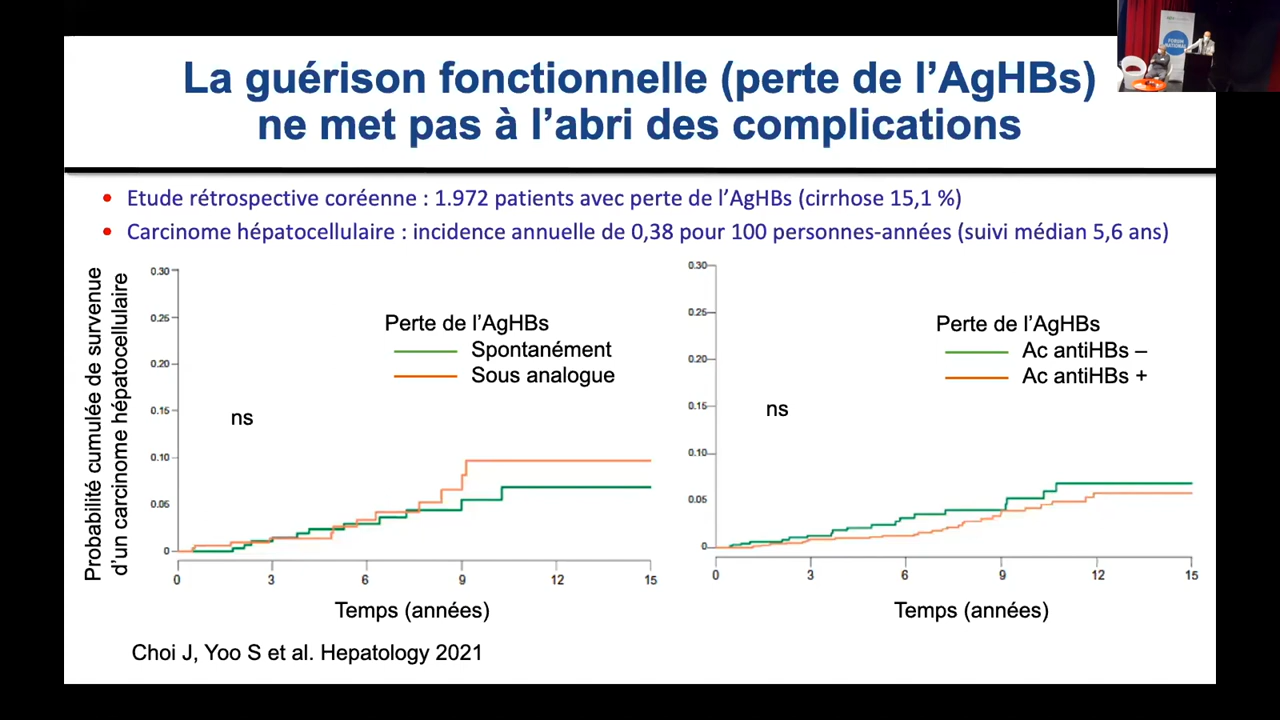 La guérison fonctionnelle (perte de l'AgHBs)
ne met pas à l'abri des complications
FORUM
NATIONAL
• Etude rétrospective coréenne : 1.972 patients avec perte de l'AgHBs (cirrhose 15,1 %)
• Carcinome hépatocellulaire : incidence annuelle de 0,38 pour 100 personnes-années (suivi médian 5,6 ans)
Probabilité cumulée de survenue
d'un carcinome hépatocellulaire
0.30
0.25
0.20
0.15
0.10
0.05
0
Perte de l'AgHBs
Spontanément
Sous analogue
ns
0 3 6 9 12 15
Temps (années)
0.30
0.25
0.20
0.15
0.10
0.05
0
Perte de l'AgHBs
Ac antiHBs –
Ac antiHBs +
ns
0 3 6 9 12 15
Temps (années)
Choi J, Yoo S et al. Hepatology 2021